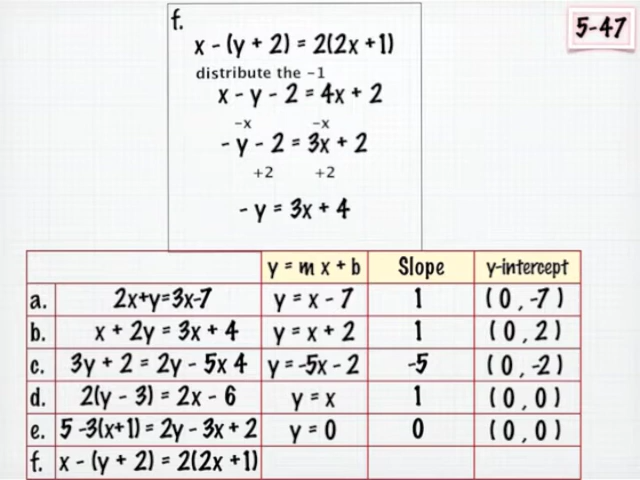 f.
5-47
x - (y + 2) = 2(2x +1)
distribute the -1
x - y - 2 = 4x + 2
-x -x
- y - 2 = 3x + 2
+2 +2
- y = 3x + 4
y = m x + b Slope y-intercept
a. 2x+y=3x-7 y = x - 7 1 (0 , -7)
b. x + 2y = 3x + 4 y = x + 2 1 (0 , 2)
c. 3y + 2 = 2y - 5x 4 y = -5x - 2 -5 (0 , -2)
d. 2(y - 3) = 2x - 6 y = x 1 (0 , 0)
e. 5 -3(x+1) = 2y - 3x + 2 y = 0 0 (0 , 0)
f. x - (y + 2) = 2(2x +1)